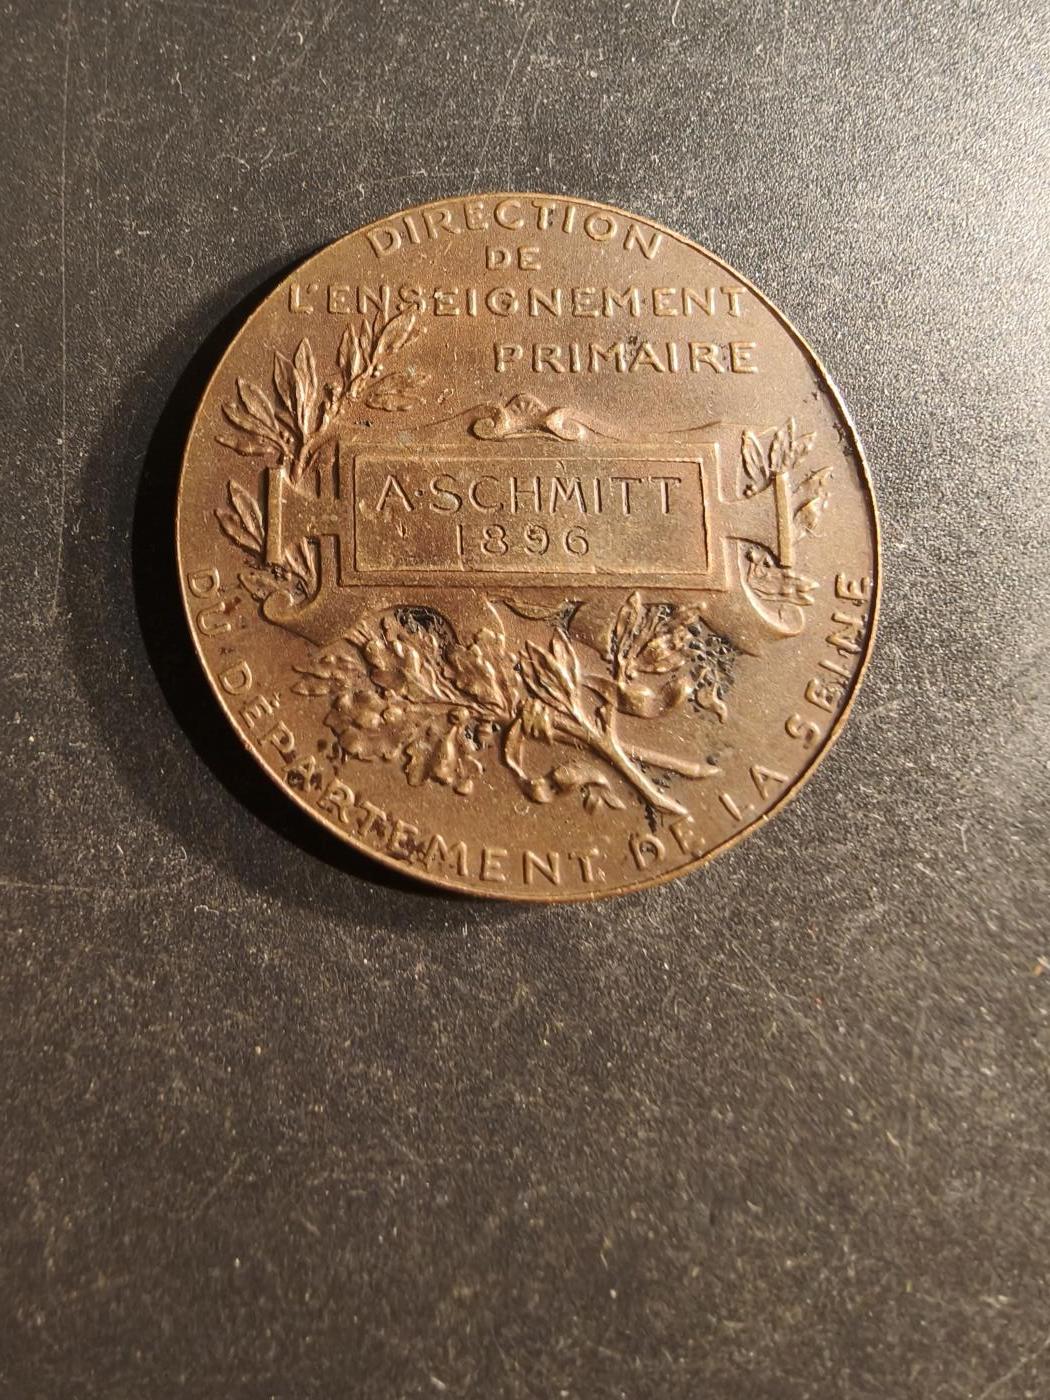 DIRECTION
DE
L'ENSEIGNEMENT
PRIMAIRE
A·SCHMITT
1896
DU·DÉPARTEMENT DE LA SEINE